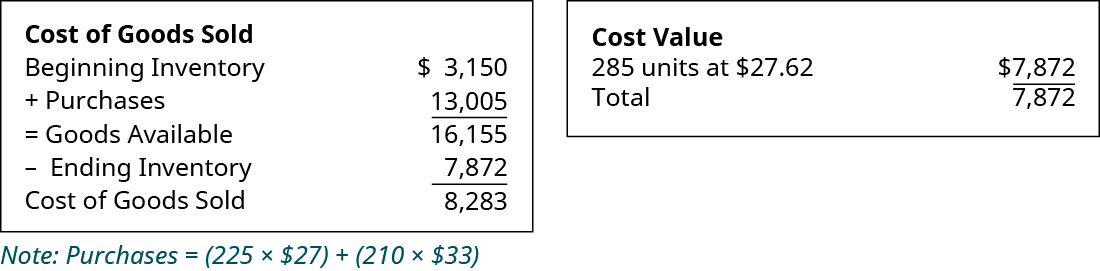 Cost of Goods Sold
Beginning Inventory $ 3,150
+ Purchases 13,005
= Goods Available 16,155
– Ending Inventory 7,872
Cost of Goods Sold 8,283
Note: Purchases = (225 × $27) + (210 × $33)
Cost Value
285 units at $27.62 $7,872
Total 7,872